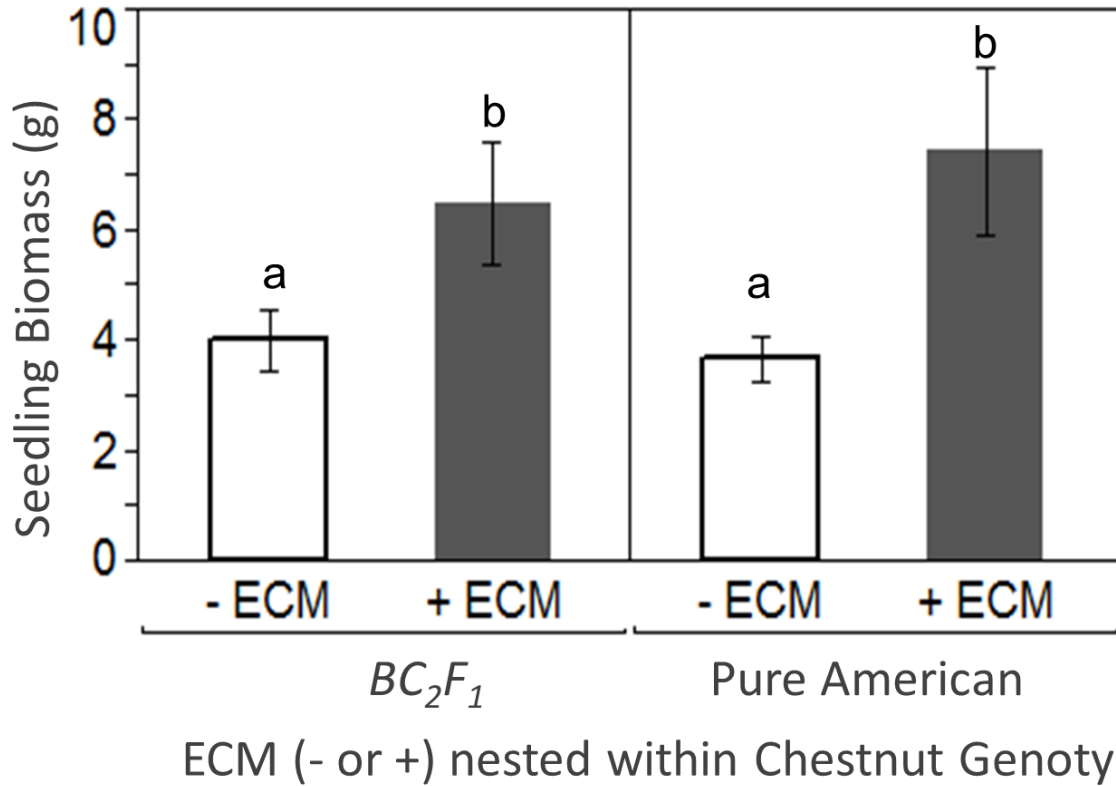 Seedling Biomass (g)
10
8
6
4
2
0
a
b
a
b
- ECM
+ ECM
- ECM
+ ECM
BC₂F₁
Pure American
ECM (- or +) nested within Chestnut Genoty